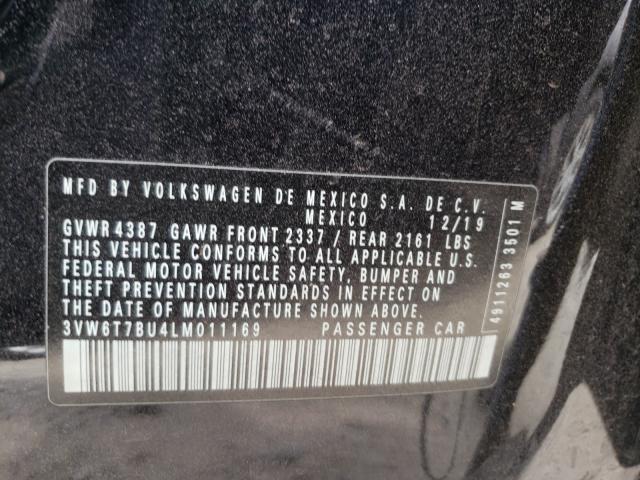 MFD BY VOLKSWAGEN DE MEXICO S.A. DE C.V.
MEXICO 12/19
GVWR 4387 GAWR FRONT 2337 / REAR 2161 LBS
THIS VEHICLE CONFORMS TO ALL APPLICABLE U.S.
FEDERAL MOTOR VEHICLE SAFETY, BUMPER AND
THEFT PREVENTION STANDARDS IN EFFECT ON
THE DATE OF MANUFACTURE SHOWN ABOVE.
3VW6T7BU4LM011169 PASSENGER CAR
4911263 3501 M